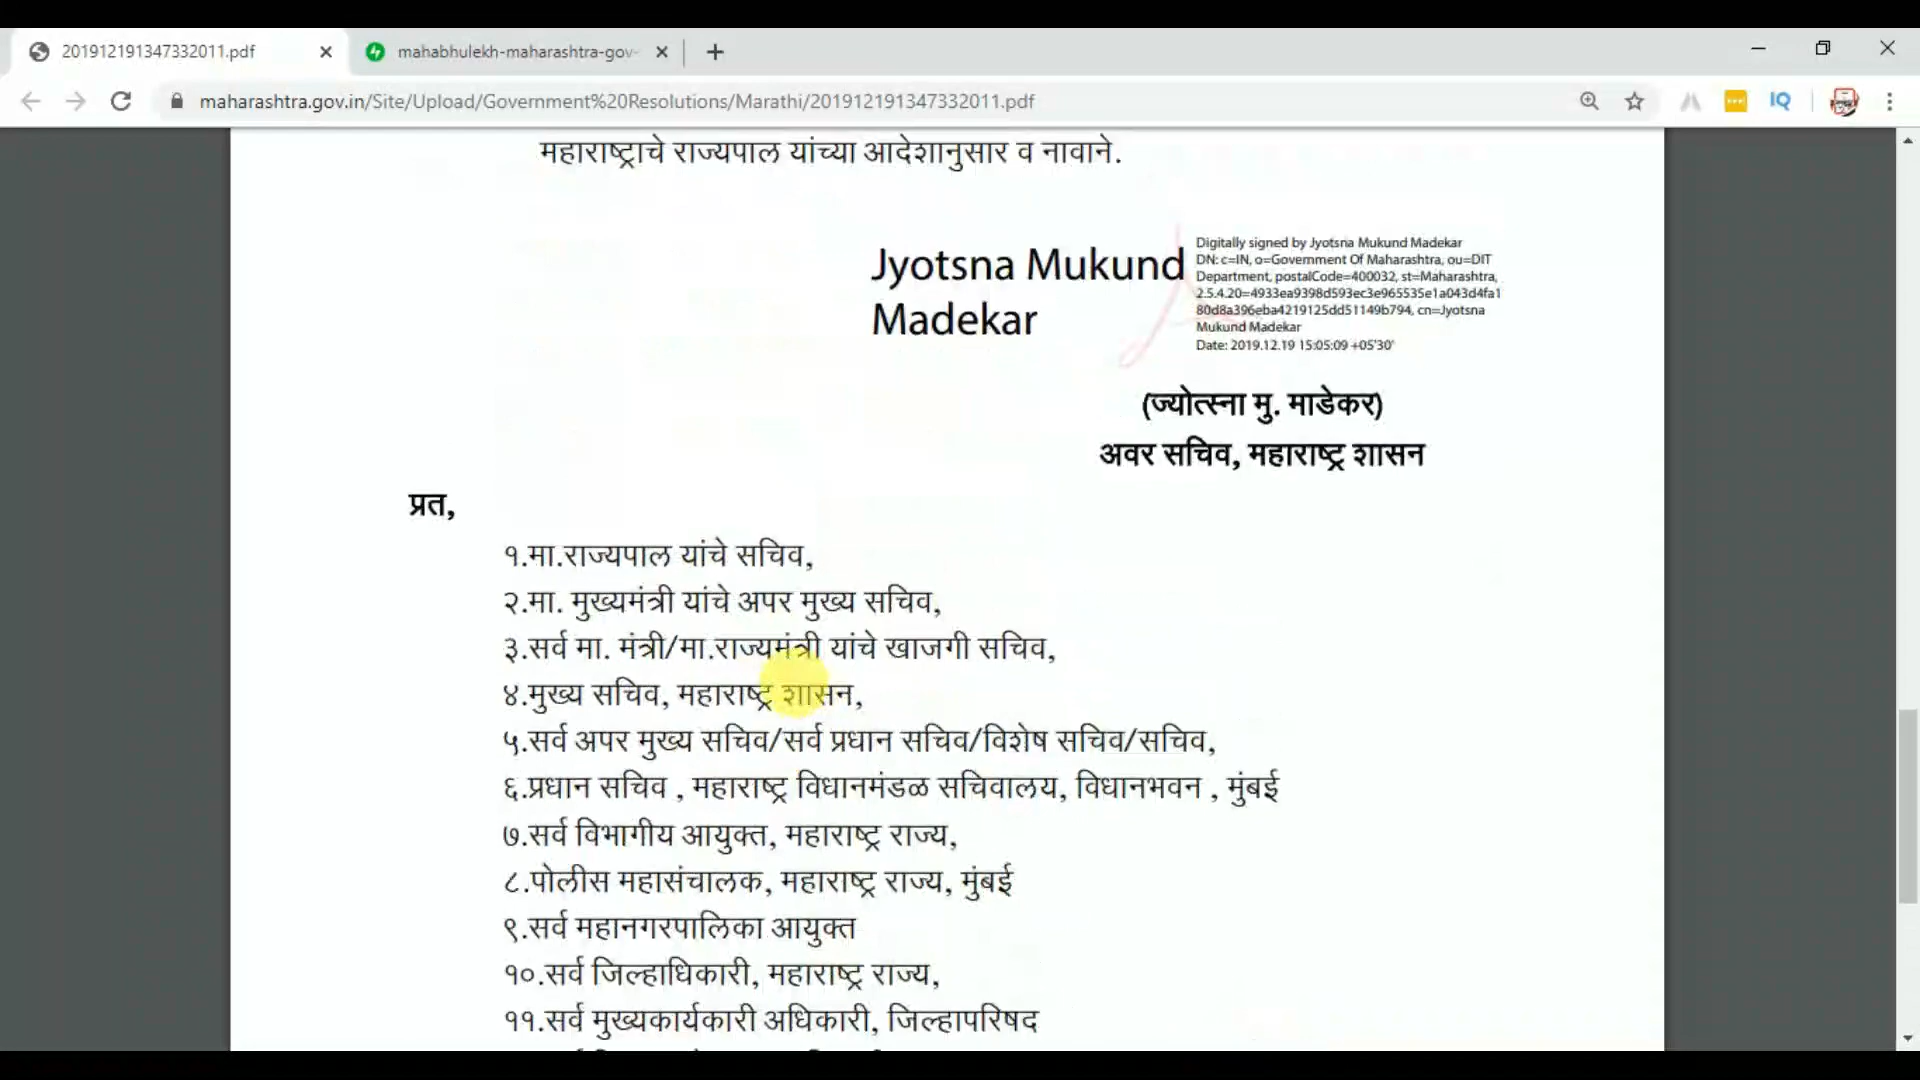 201912191347332011.pdf
mahabhulekh-maharashtra-gov-
maharashtra.gov.in/Site/Upload/Government%20Resolutions/Marathi/201912191347332011.pdf
IQ
महाराष्ट्राचे राज्यपाल यांच्या आदेशानुसार व नावाने.
Jyotsna Mukund
Madekar
Digitally signed by Jyotsna Mukund Madekar
DN: c=IN, o=Government Of Maharashtra, ou=DIT
Department, postalCode=400032, st=Maharashtra,
2.5.4.20=4933ea9398d593ec3e965535e1a043d4fa1
80d8a396eba4219125dd51149b794, cn=Jyotsna
Mukund Madekar
Date: 2019.12.19 15:05:09 +05'30'
(ज्योत्स्ना मु. माडेकर)
अवर सचिव, महाराष्ट्र शासन
प्रत,
१.मा.राज्यपाल यांचे सचिव,
२.मा. मुख्यमंत्री यांचे अपर मुख्य सचिव,
३.सर्व मा. मंत्री/मा.राज्यमंत्री यांचे खाजगी सचिव,
४.मुख्य सचिव, महाराष्ट्र शासन,
५.सर्व अपर मुख्य सचिव/सर्व प्रधान सचिव/विशेष सचिव/सचिव,
६.प्रधान सचिव , महाराष्ट्र विधानमंडळ सचिवालय, विधानभवन , मुंबई
७.सर्व विभागीय आयुक्त, महाराष्ट्र राज्य,
८.पोलीस महासंचालक, महाराष्ट्र राज्य, मुंबई
९.सर्व महानगरपालिका आयुक्त
१०.सर्व जिल्हाधिकारी, महाराष्ट्र राज्य,
११.सर्व मुख्यकार्यकारी अधिकारी, जिल्हापरिषद